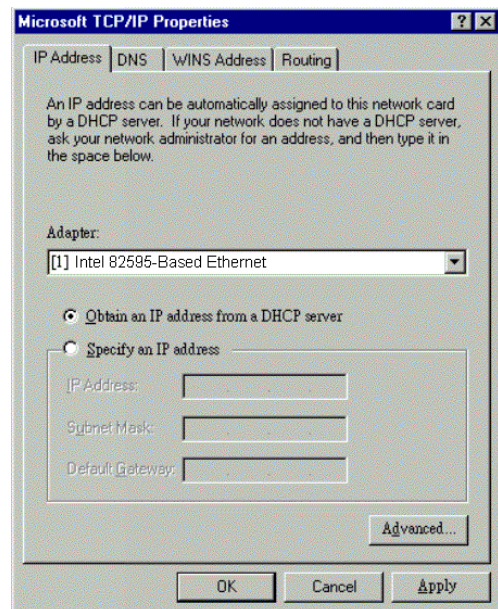 Microsoft TCP/IP Properties
IP Address
DNS
WINS Address
Routing
An IP address can be automatically assigned to this network card
by a DHCP server. If your network does not have a DHCP server,
ask your network administrator for an address, and then type it in
the space below.
Adapter:
[1] Intel 82595-Based Ethernet
Obtain an IP address from a DHCP server
Specify an IP address
IP Address:
Subnet Mask:
Default Gateway:
Advanced...
OK
Cancel
Apply